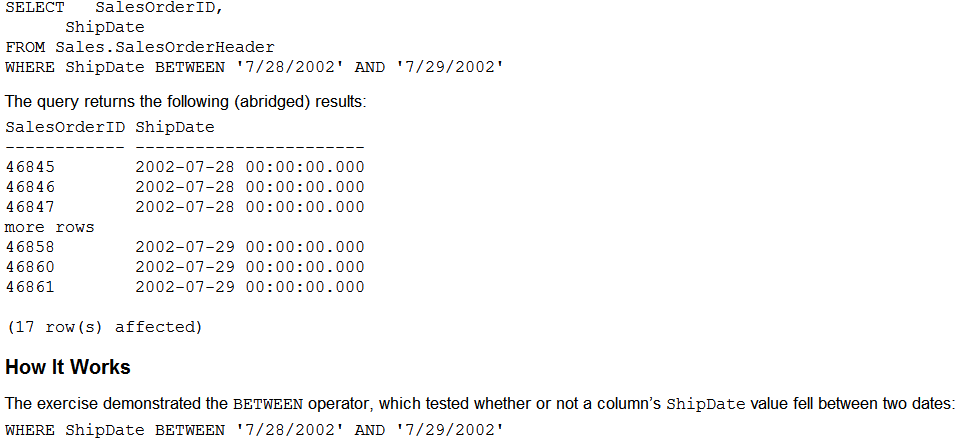 SELECT   SalesOrderID,
      ShipDate
FROM Sales.SalesOrderHeader
WHERE ShipDate BETWEEN '7/28/2002' AND '7/29/2002'
The query returns the following (abridged) results:
SalesOrderID ShipDate
------------ -----------------------
46845        2002-07-28 00:00:00.000
46846        2002-07-28 00:00:00.000
46847        2002-07-28 00:00:00.000
more rows
46858        2002-07-29 00:00:00.000
46860        2002-07-29 00:00:00.000
46861        2002-07-29 00:00:00.000
(17 row(s) affected)
How It Works
The exercise demonstrated the BETWEEN operator, which tested whether or not a column’s ShipDate value fell between two dates:
WHERE ShipDate BETWEEN '7/28/2002' AND '7/29/2002'